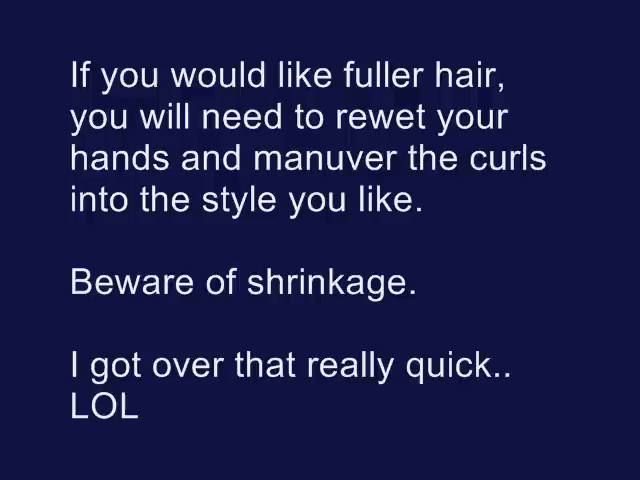 If you would like fuller hair,
you will need to rewet your
hands and manuver the curls
into the style you like.
Beware of shrinkage.
I got over that really quick..
LOL